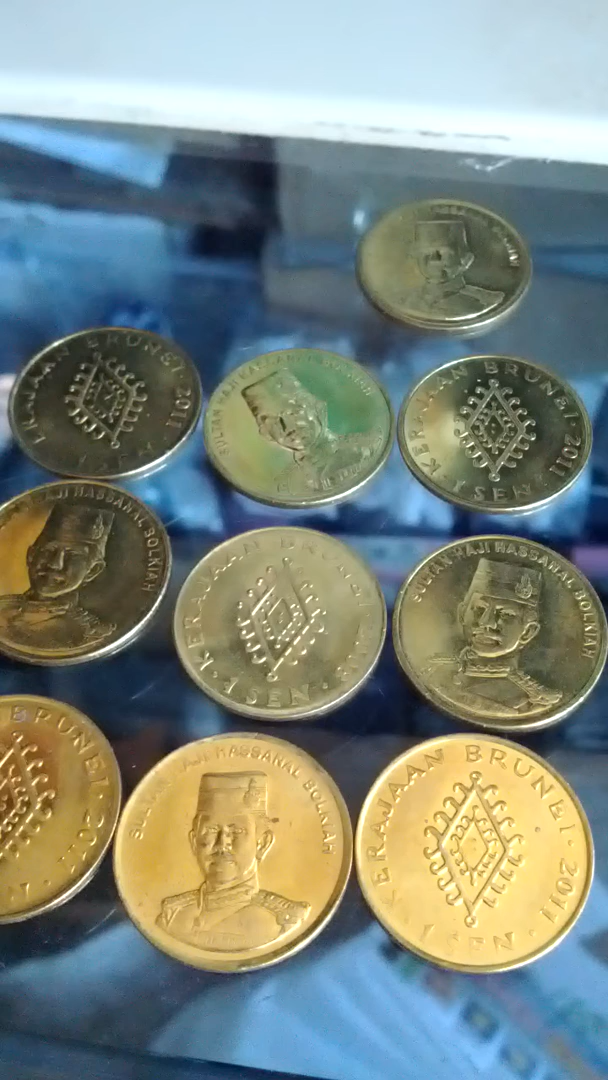 KERAJAAN BRUNEI · 2011
1 SEN
SULTAN HAJI HASSANAL BOLKIAH
KERAJAAN BRUNEI · 2011
· 1 SEN ·
HAJI HASSANAL BOLKIAH
KERAJAAN BRUNEI
· 1 SEN ·
SULTAN HAJI HASSANAL BOLKIAH
BRUNEI · 2011
SULTAN HAJI HASSANAL BOLKIAH
· KERAJAAN BRUNEI · 2011
1 SEN